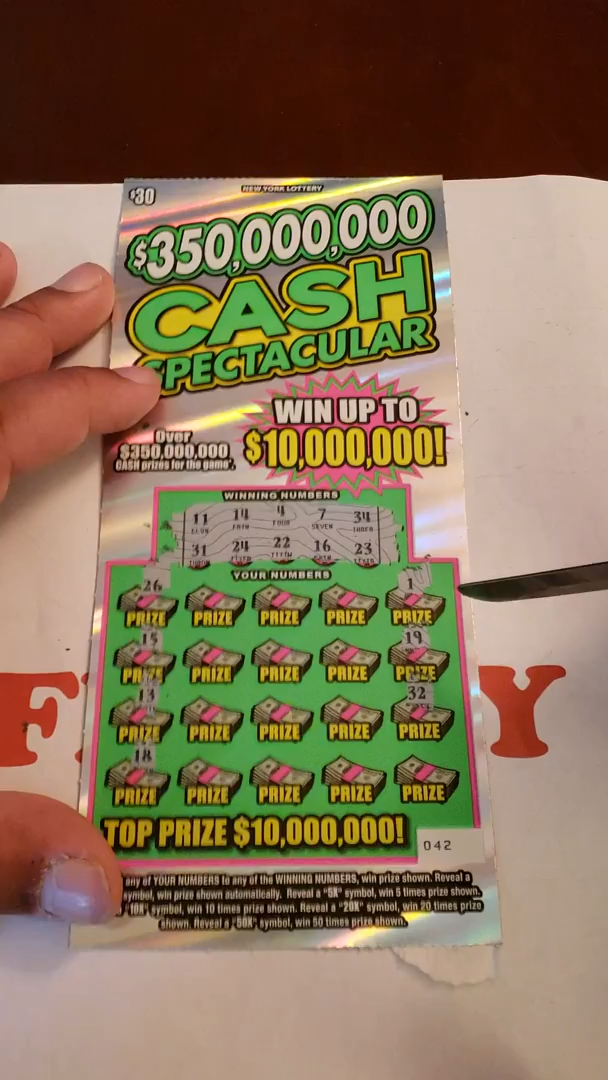 $30
NEW YORK LOTTERY
$350,000,000
CASH
SPECTACULAR
WIN UP TO
$10,000,000!
Over
$350,000,000
CASH prizes for the game*.
WINNING NUMBERS
11 14 4 7 34
FOUR SEVEN
31 24 22 16 23
YOUR NUMBERS
26 1
PRIZE PRIZE PRIZE PRIZE PRIZE
15 19
PRIZE PRIZE PRIZE PRIZE PRIZE
13 32
PRIZE PRIZE PRIZE PRIZE PRIZE
18
PRIZE PRIZE PRIZE PRIZE PRIZE
TOP PRIZE $10,000,000!
042
any of YOUR NUMBERS to any of the WINNING NUMBERS, win prize shown. Reveal a
symbol, win prize shown automatically. Reveal a "5X" symbol, win 5 times prize shown.
"10X" symbol, win 10 times prize shown. Reveal a "20X" symbol, win 20 times prize
shown. Reveal a "50X" symbol, win 50 times prize shown.
F Y